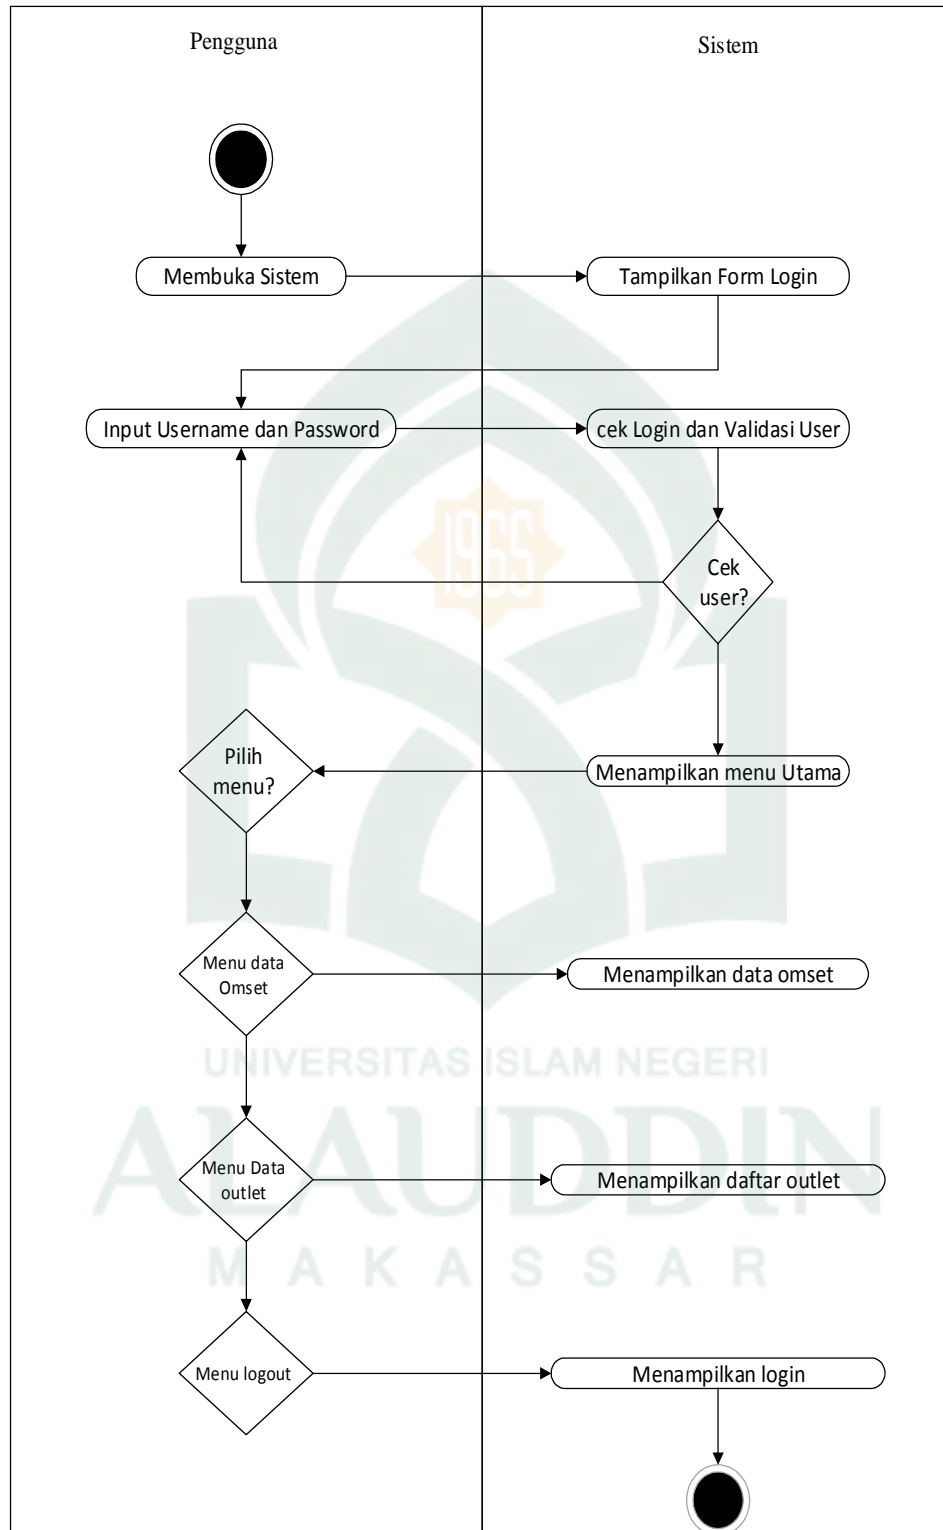 Pengguna
Sistem
Membuka Sistem
Tampilkan Form Login
Input Username dan Password
cek Login dan Validasi User
1965
Cek
user?
Pilih
menu?
Menampilkan menu Utama
Menu data
Omset
Menampilkan data omset
UNIVERSITAS ISLAM NEGERI
ALAUDDIN
Menu Data
outlet
Menampilkan daftar outlet
MAKASSAR
Menu logout
Menampilkan login